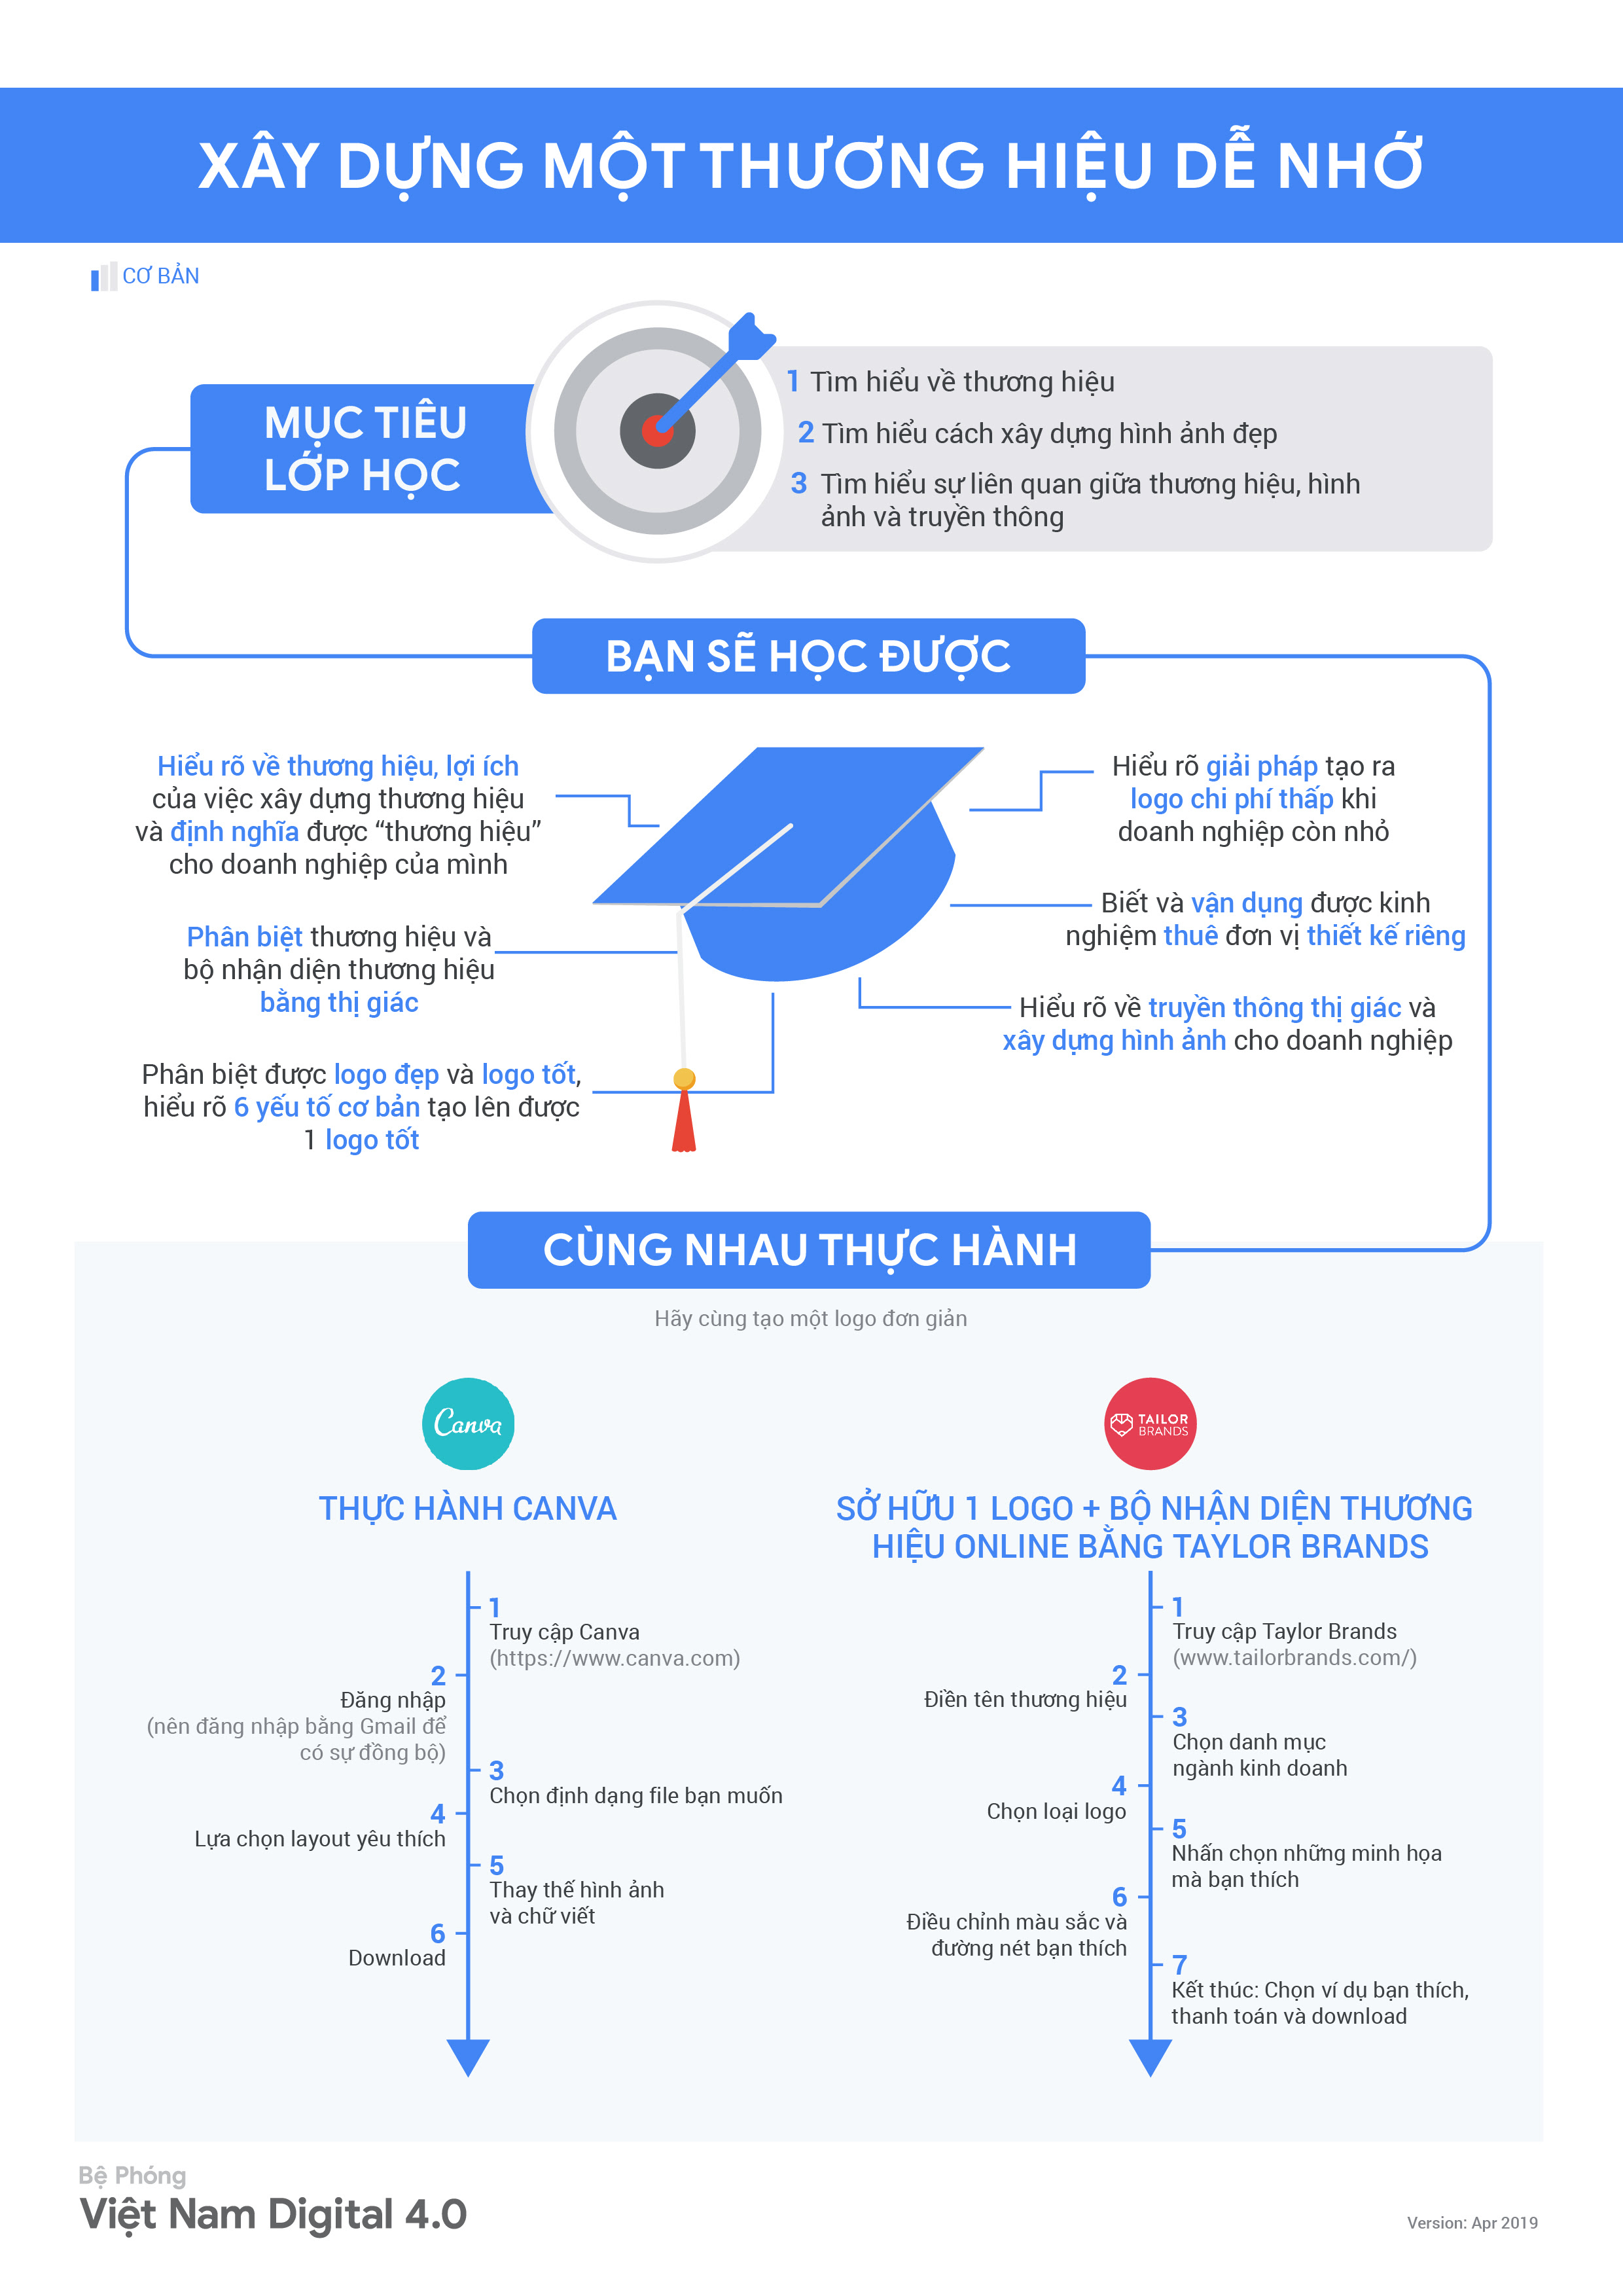 XÂY DỰNG MỘT THƯƠNG HIỆU DỄ NHỚ
CƠ BẢN
MỤC TIÊU
LỚP HỌC
1 Tìm hiểu về thương hiệu
2 Tìm hiểu cách xây dựng hình ảnh đẹp
3 Tìm hiểu sự liên quan giữa thương hiệu, hình
ảnh và truyền thông
BẠN SẼ HỌC ĐƯỢC
Hiểu rõ về thương hiệu, lợi ích
của việc xây dựng thương hiệu
và định nghĩa được “thương hiệu”
cho doanh nghiệp của mình
Phân biệt thương hiệu và
bộ nhận diện thương hiệu
bằng thị giác
Phân biệt được logo đẹp và logo tốt,
hiểu rõ 6 yếu tố cơ bản tạo lên được
1 logo tốt
Hiểu rõ giải pháp tạo ra
logo chi phí thấp khi
doanh nghiệp còn nhỏ
Biết và vận dụng được kinh
nghiệm thuê đơn vị thiết kế riêng
Hiểu rõ về truyền thông thị giác và
xây dựng hình ảnh cho doanh nghiệp
CÙNG NHAU THỰC HÀNH
Hãy cùng tạo một logo đơn giản
Canva
THỰC HÀNH CANVA
1
Truy cập Canva
(https://www.canva.com)
2
Đăng nhập
(nên đăng nhập bằng Gmail để
có sự đồng bộ)
3
Chọn định dạng file bạn muốn
4
Lựa chọn layout yêu thích
5
Thay thế hình ảnh
và chữ viết
6
Download
TAILOR
BRANDS
SỞ HỮU 1 LOGO + BỘ NHẬN DIỆN THƯƠNG
HIỆU ONLINE BẰNG TAYLOR BRANDS
1
Truy cập Taylor Brands
(www.tailorbrands.com/)
2
Điền tên thương hiệu
3
Chọn danh mục
ngành kinh doanh
4
Chọn loại logo
5
Nhấn chọn những minh họa
mà bạn thích
6
Điều chỉnh màu sắc và
đường nét bạn thích
7
Kết thúc: Chọn ví dụ bạn thích,
thanh toán và download
Bệ Phóng
Việt Nam Digital 4.0
Version: Apr 2019